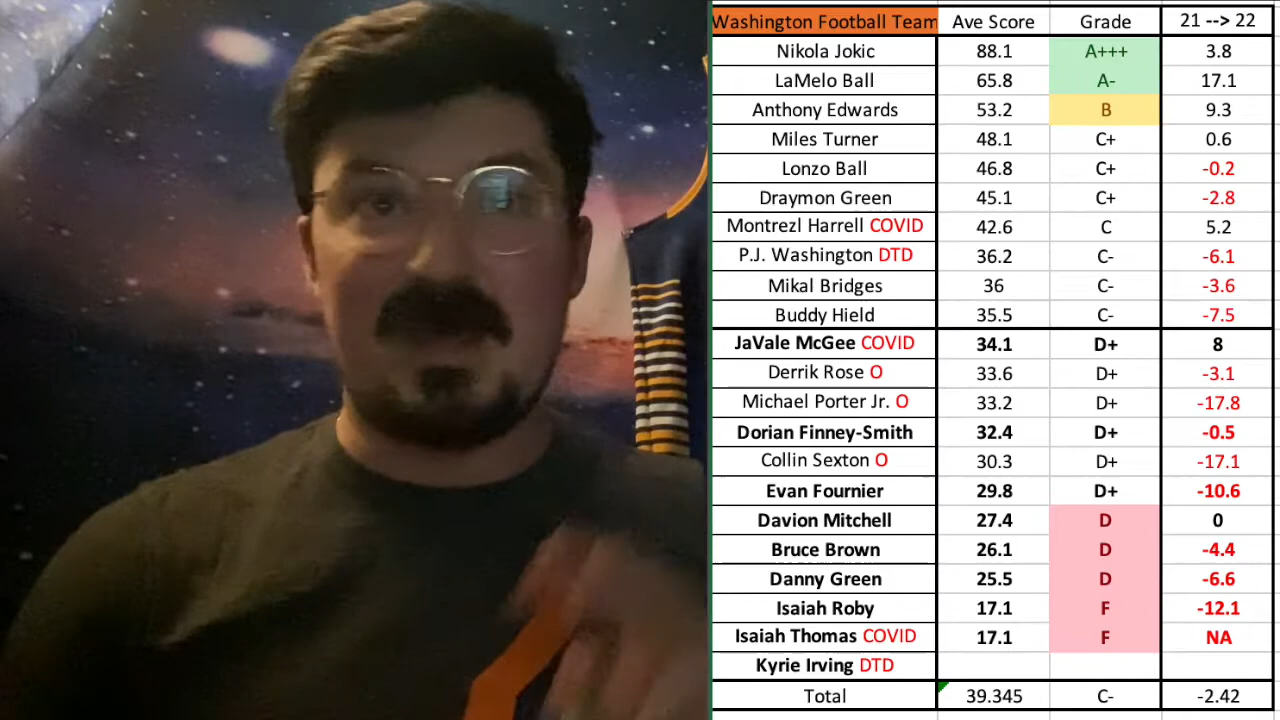 Washington Football Team Ave Score Grade 21 --> 22
Nikola Jokic 88.1 A+++ 3.8
LaMelo Ball 65.8 A- 17.1
Anthony Edwards 53.2 B 9.3
Miles Turner 48.1 C+ 0.6
Lonzo Ball 46.8 C+ -0.2
Draymon Green 45.1 C+ -2.8
Montrezl Harrell COVID 42.6 C 5.2
P.J. Washington DTD 36.2 C- -6.1
Mikal Bridges 36 C- -3.6
Buddy Hield 35.5 C- -7.5
JaVale McGee COVID 34.1 D+ 8
Derrik Rose O 33.6 D+ -3.1
Michael Porter Jr. O 33.2 D+ -17.8
Dorian Finney-Smith 32.4 D+ -0.5
Collin Sexton O 30.3 D+ -17.1
Evan Fournier 29.8 D+ -10.6
Davion Mitchell 27.4 D 0
Bruce Brown 26.1 D -4.4
Danny Green 25.5 D -6.6
Isaiah Roby 17.1 F -12.1
Isaiah Thomas COVID 17.1 F NA
Kyrie Irving DTD
Total 39.345 C- -2.42